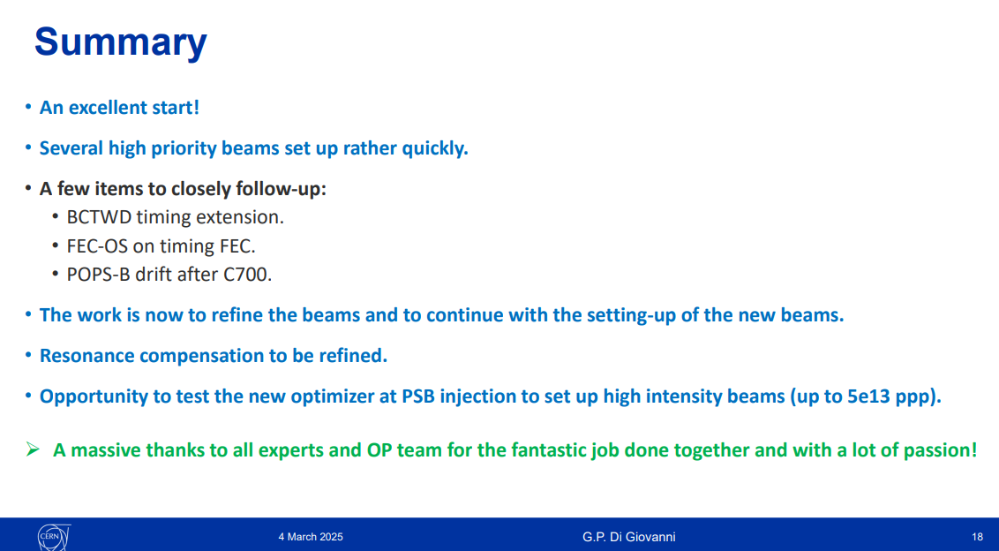 Summary
• An excellent start!
• Several high priority beams set up rather quickly.
• A few items to closely follow-up:
• BCTWD timing extension.
• FEC-OS on timing FEC.
• POPS-B drift after C700.
• The work is now to refine the beams and to continue with the setting-up of the new beams.
• Resonance compensation to be refined.
• Opportunity to test the new optimizer at PSB injection to set up high intensity beams (up to 5e13 ppp).
➢ A massive thanks to all experts and OP team for the fantastic job done together and with a lot of passion!
CERN
4 March 2025
G.P. Di Giovanni
18